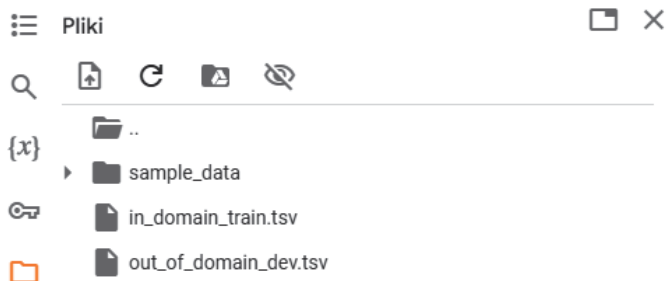 Pliki
..
{x}
sample_data
in_domain_train.tsv
out_of_domain_dev.tsv